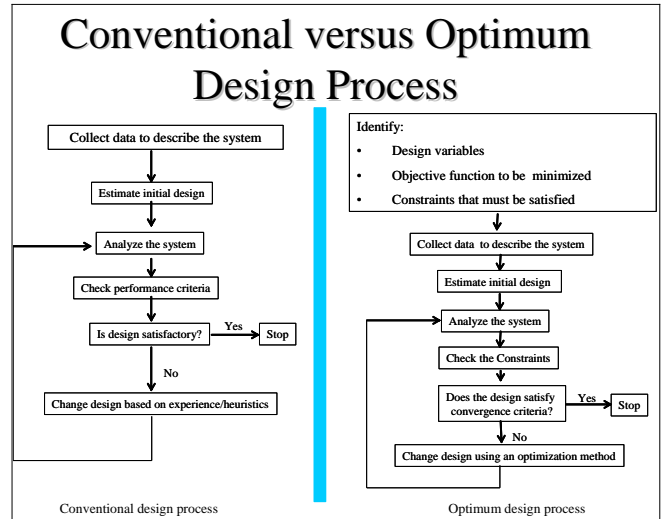 Conventional versus Optimum
Design Process
Collect data to describe the system
Estimate initial design
Analyze the system
Check performance criteria
Is design satisfactory?
Yes
Stop
No
Change design based on experience/heuristics
Conventional design process
Identify:
• Design variables
• Objective function to be minimized
• Constraints that must be satisfied
Collect data to describe the system
Estimate initial design
Analyze the system
Check the Constraints
Does the design satisfy
convergence criteria?
Yes
Stop
No
Change design using an optimization method
Optimum design process